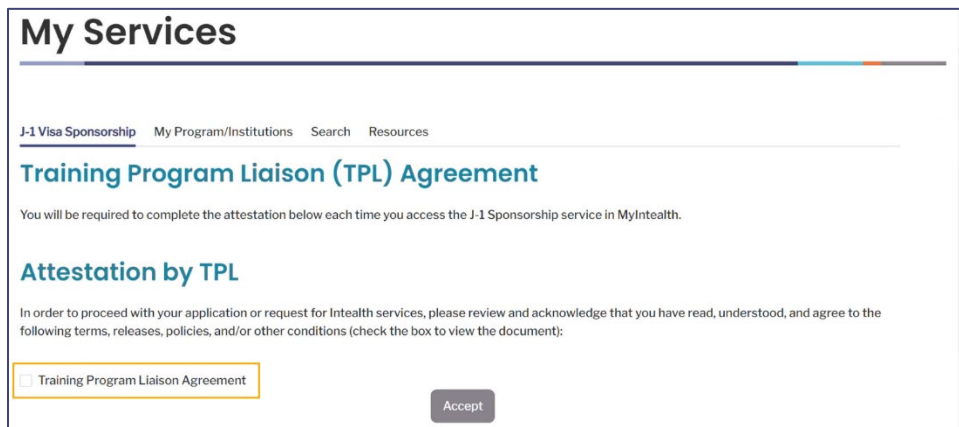 My Services
J-1 Visa Sponsorship My Program/Institutions Search Resources
Training Program Liaison (TPL) Agreement
You will be required to complete the attestation below each time you access the J-1 Sponsorship service in MyIntealth.
Attestation by TPL
In order to proceed with your application or request for Intealth services, please review and acknowledge that you have read, understood, and agree to the
following terms, releases, policies, and/or other conditions (check the box to view the document):
Training Program Liaison Agreement
Accept